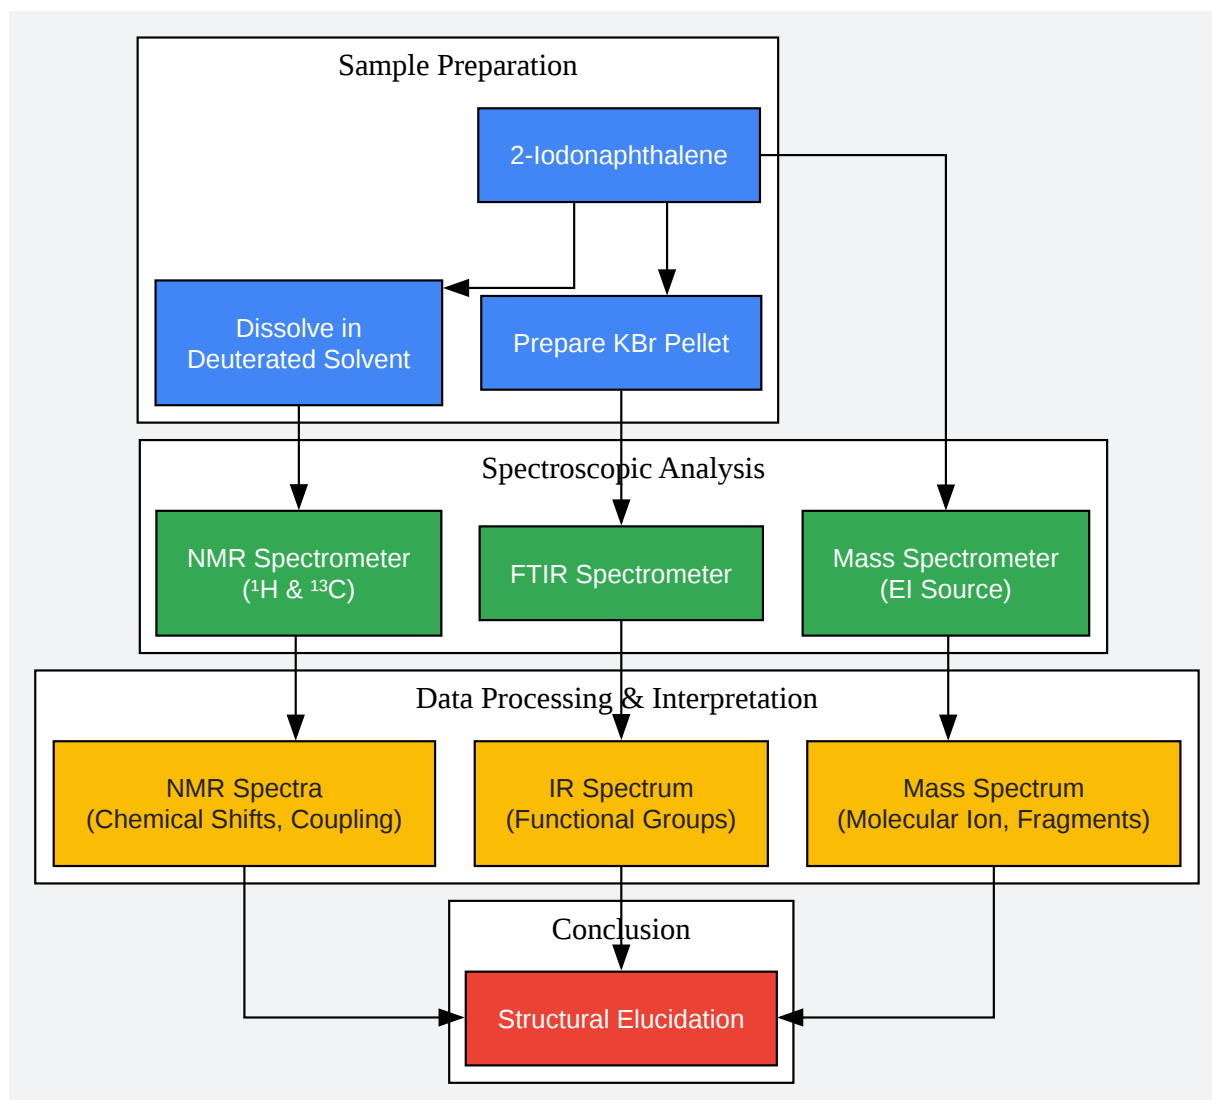 Sample Preparation
2-Iodonaphthalene
Dissolve in
Deuterated Solvent
Prepare KBr Pellet
Spectroscopic Analysis
NMR Spectrometer
(¹H & ¹³C)
FTIR Spectrometer
Mass Spectrometer
(EI Source)
Data Processing & Interpretation
NMR Spectra
(Chemical Shifts, Coupling)
IR Spectrum
(Functional Groups)
Mass Spectrum
(Molecular Ion, Fragments)
Conclusion
Structural Elucidation